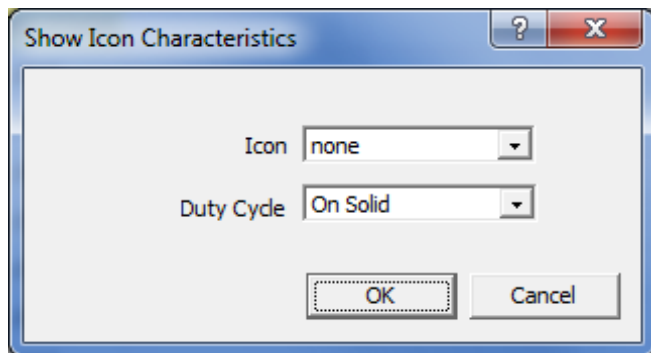 Show Icon Characteristics ? X
Icon none
Duty Cycle On Solid
OK Cancel